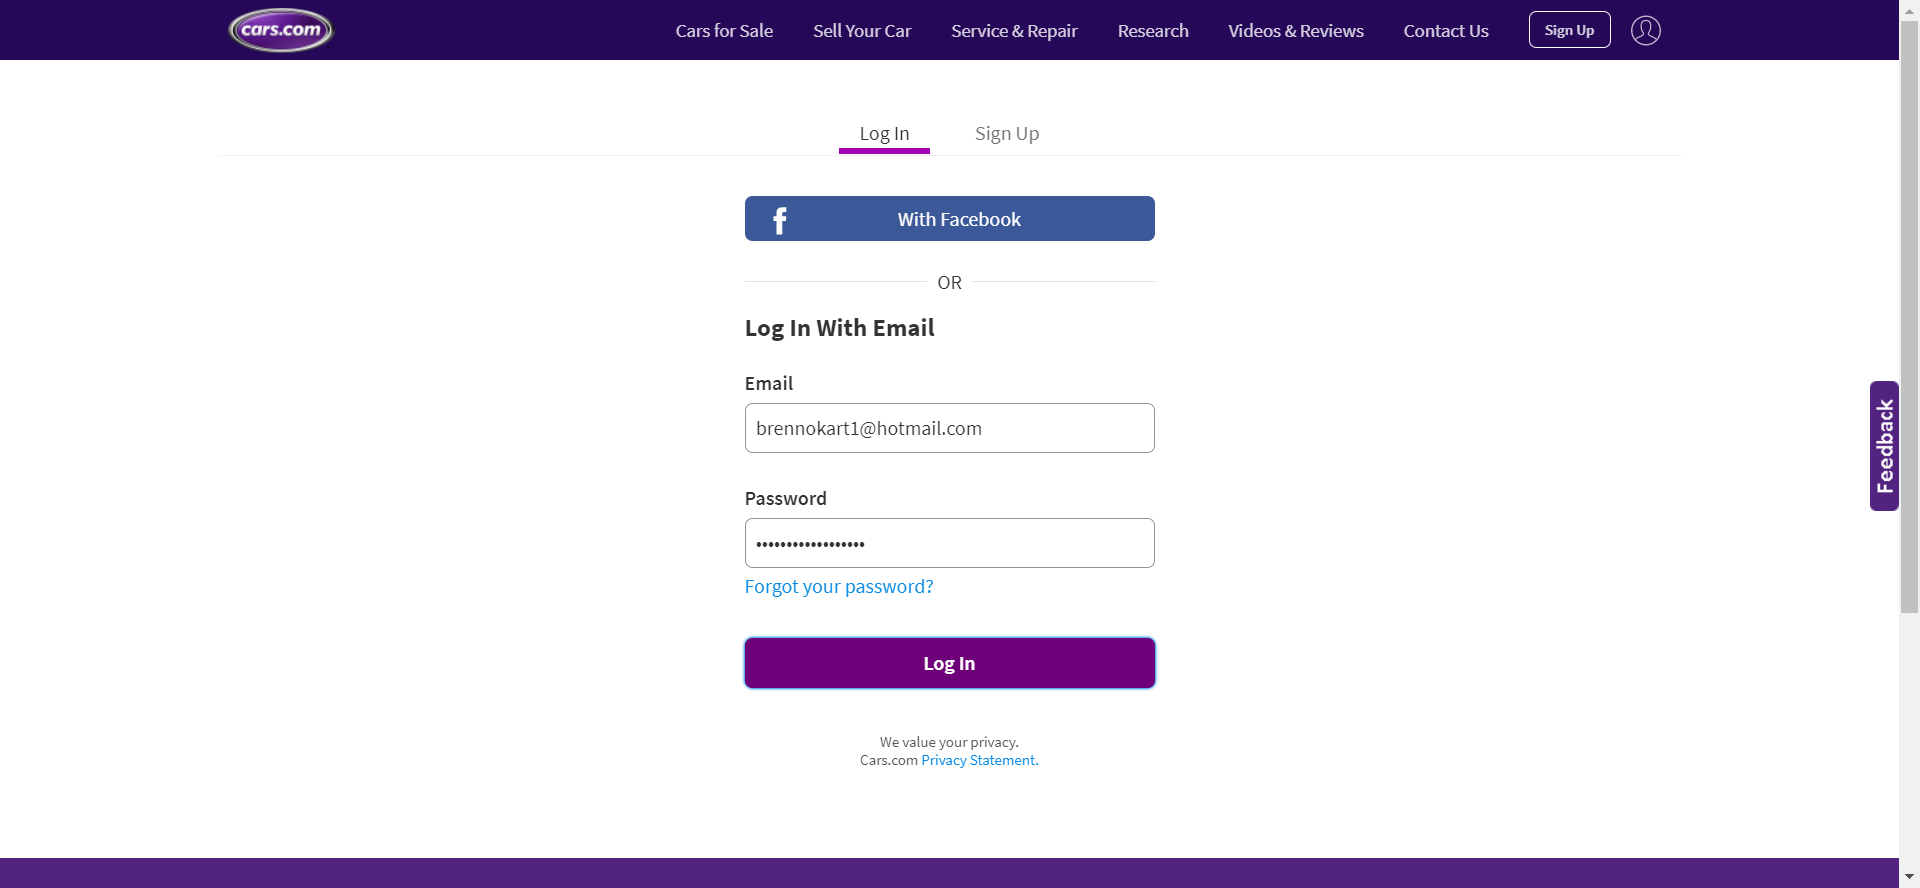 cars.com
Cars for Sale
Sell Your Car
Service & Repair
Research
Videos & Reviews
Contact Us
Sign Up
Log In
Sign Up
f
With Facebook
OR
Log In With Email
Email
brennokart1@hotmail.com
Password
••••••••••••••••••
Forgot your password?
Log In
We value your privacy.
Cars.com Privacy Statement.
Feedback